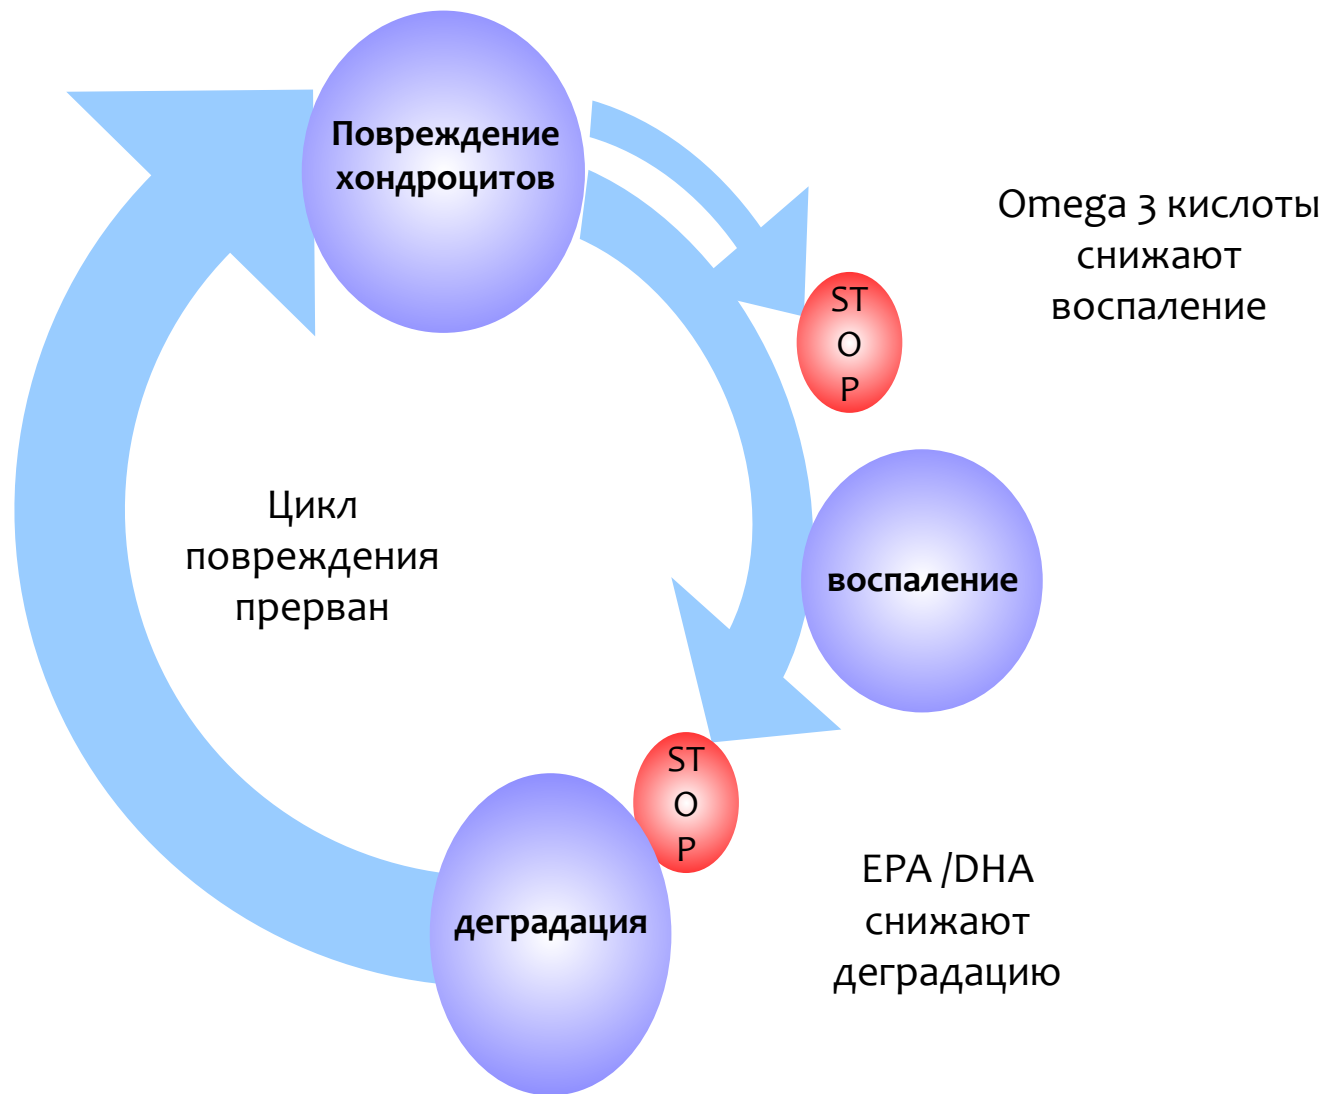 Повреждение
хондроцитов
Omega 3 кислоты
снижают
воспаление
ST
O
P
Цикл
повреждения
прерван
воспаление
ST
O
P
деградация
EPA /DHA
снижают
деградацию